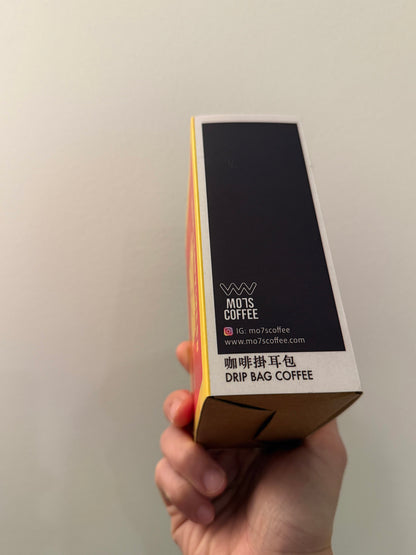 MO7S
COFFEE
IG: mo7scoffee
www.mo7scoffee.com
咖啡掛耳包
DRIP BAG COFFEE